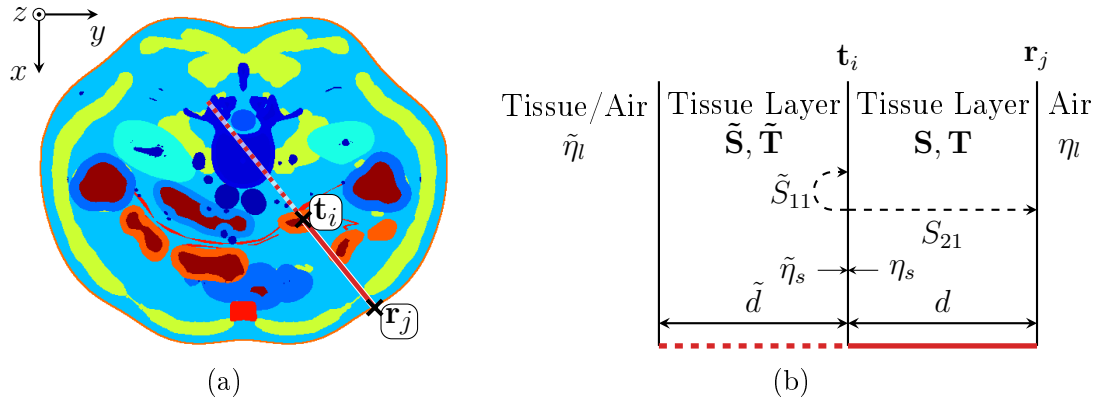 z
y
x
t_i
r_j
(a)
t_i
r_j
Tissue/Air
η̃_l
Tissue Layer
S̃, T̃
Tissue Layer
S, T
Air
η_l
S̃_11
S_21
η̃_s
η_s
d̃
d
(b)